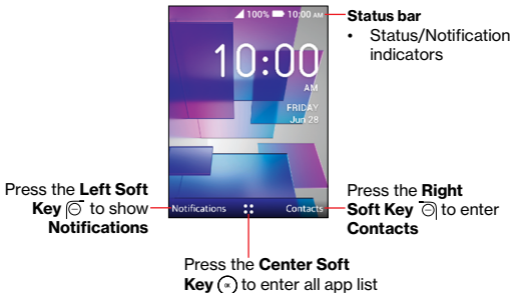 100% 10:00 AM
Status bar
• Status/Notification
indicators
10:00
AM
FRIDAY
Jun 28
Press the Left Soft
Key to show
Notifications
Notifications
Contacts
Press the Right
Soft Key to enter
Contacts
Press the Center Soft
Key OK to enter all app list